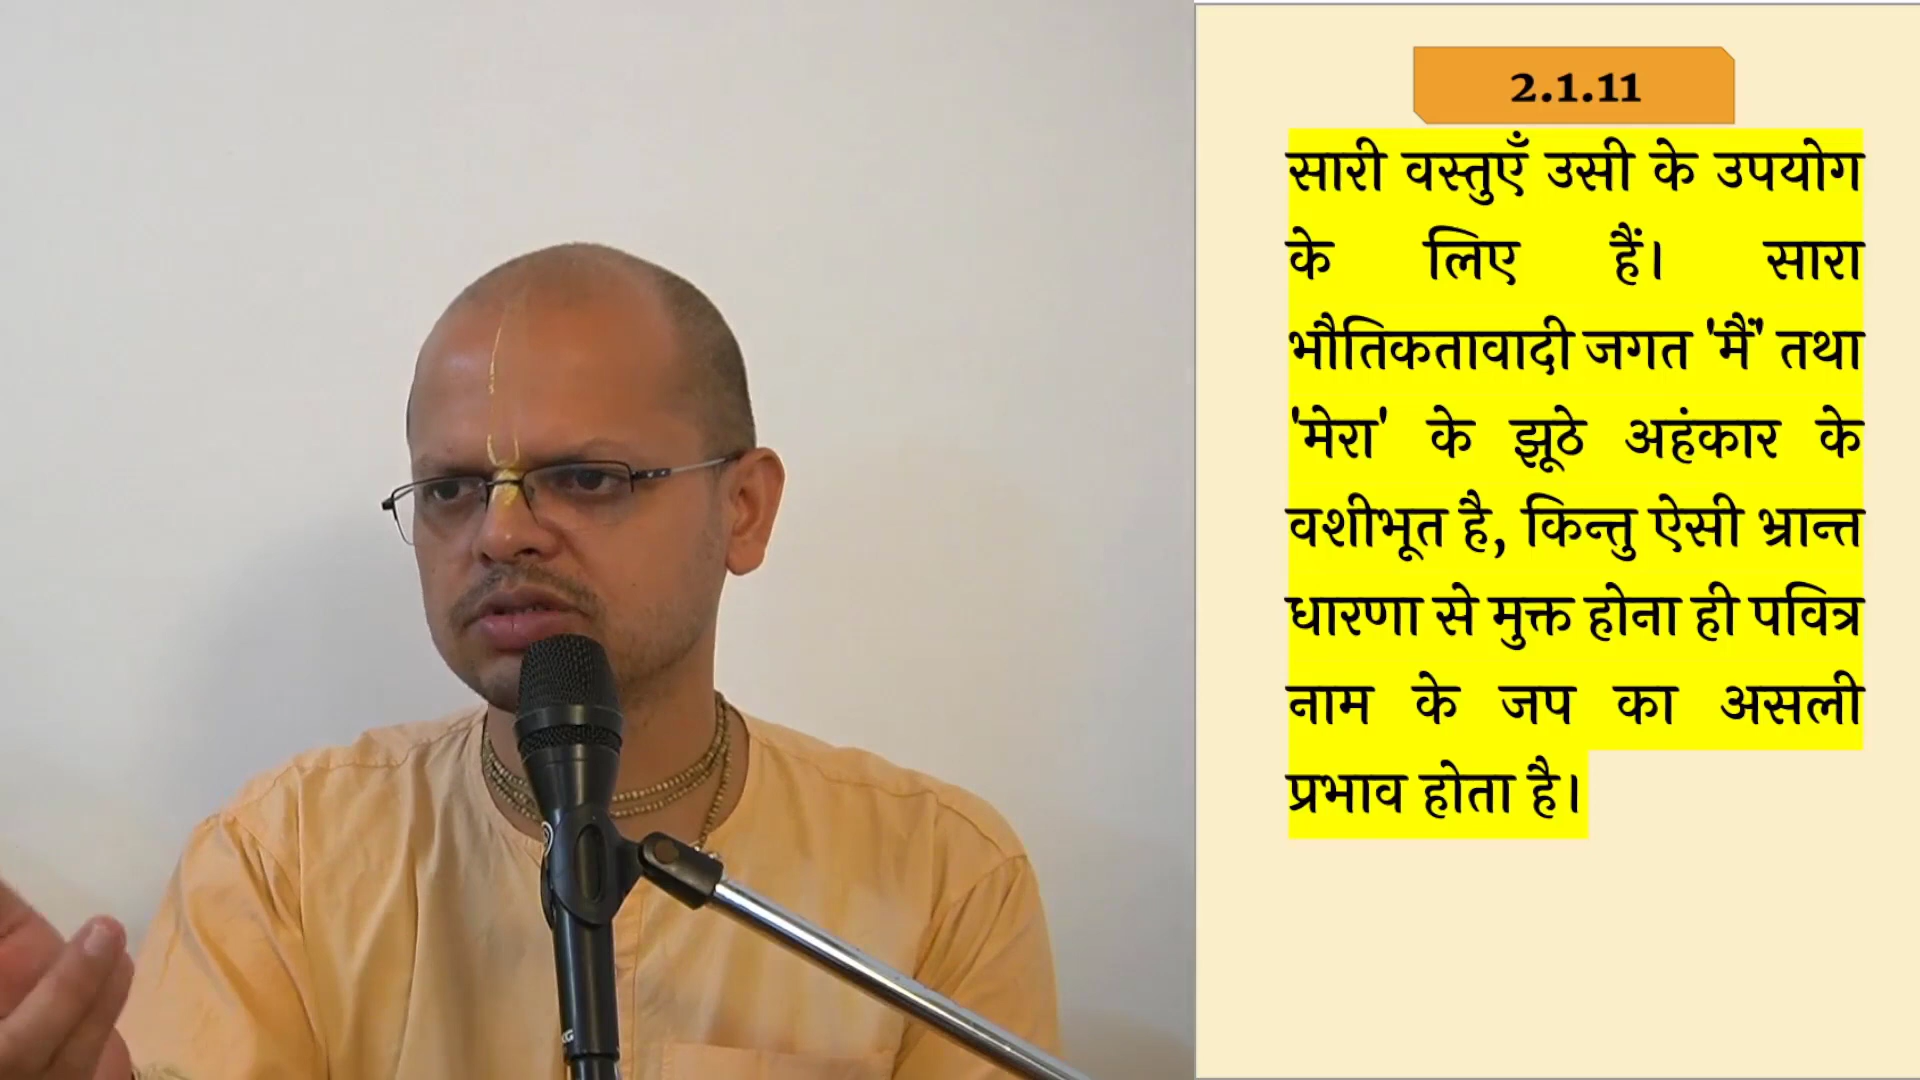 2.1.11
सारी वस्तुएँ उसी के उपयोग
के लिए हैं। सारा
भौतिकतावादी जगत 'मैं' तथा
'मेरा' के झूठे अहंकार के
वशीभूत है, किन्तु ऐसी भ्रान्त
धारणा से मुक्त होना ही पवित्र
नाम के जप का असली
प्रभाव होता है।